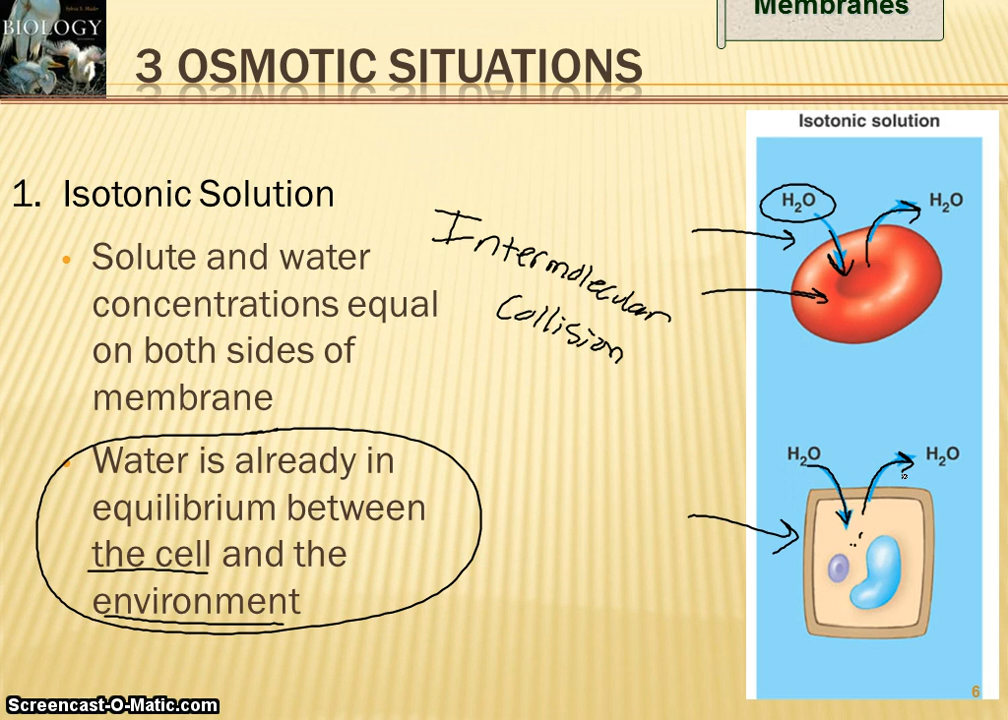 Membranes
BIOLOGY
3 OSMOTIC SITUATIONS
Isotonic solution
1. Isotonic Solution
• Solute and water
concentrations equal
on both sides of
membrane
• Water is already in
equilibrium between
the cell and the
environment
Intermolecular
Collision
H₂O
H₂O
H₂O
H₂O
6
Screencast-O-Matic.com